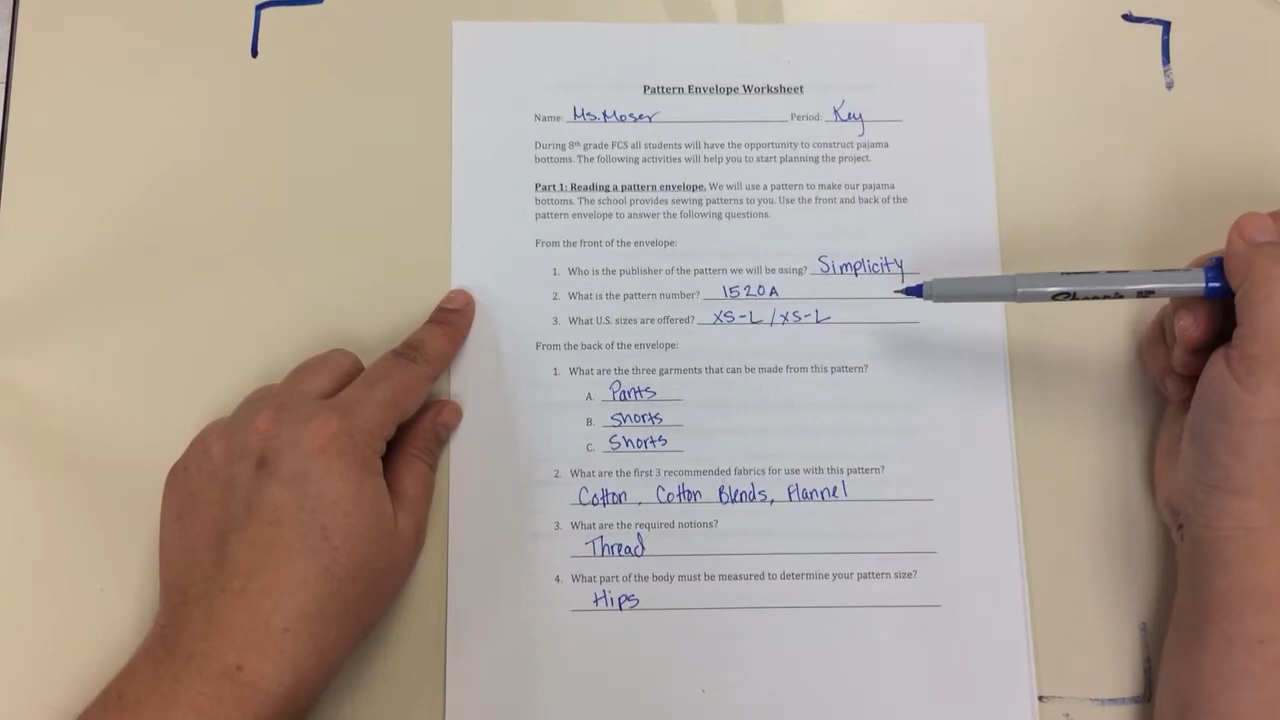 Pattern Envelope Worksheet
Name: Ms. Moser Period: Key
During 8th grade FCS all students will have the opportunity to construct pajama
bottoms. The following activities will help you to start planning the project.
Part 1: Reading a pattern envelope. We will use a pattern to make our pajama
bottoms. The school provides sewing patterns to you. Use the front and back of the
pattern envelope to answer the following questions.
From the front of the envelope:
1. Who is the publisher of the pattern we will be using? Simplicity
2. What is the pattern number? 1520A
3. What U.S. sizes are offered? XS-L / XS-L
From the back of the envelope:
1. What are the three garments that can be made from this pattern?
A. Pants
B. Shorts
C. Shorts
2. What are the first 3 recommended fabrics for use with this pattern?
Cotton, Cotton Blends, Flannel
3. What are the required notions?
Thread
4. What part of the body must be measured to determine your pattern size?
Hips